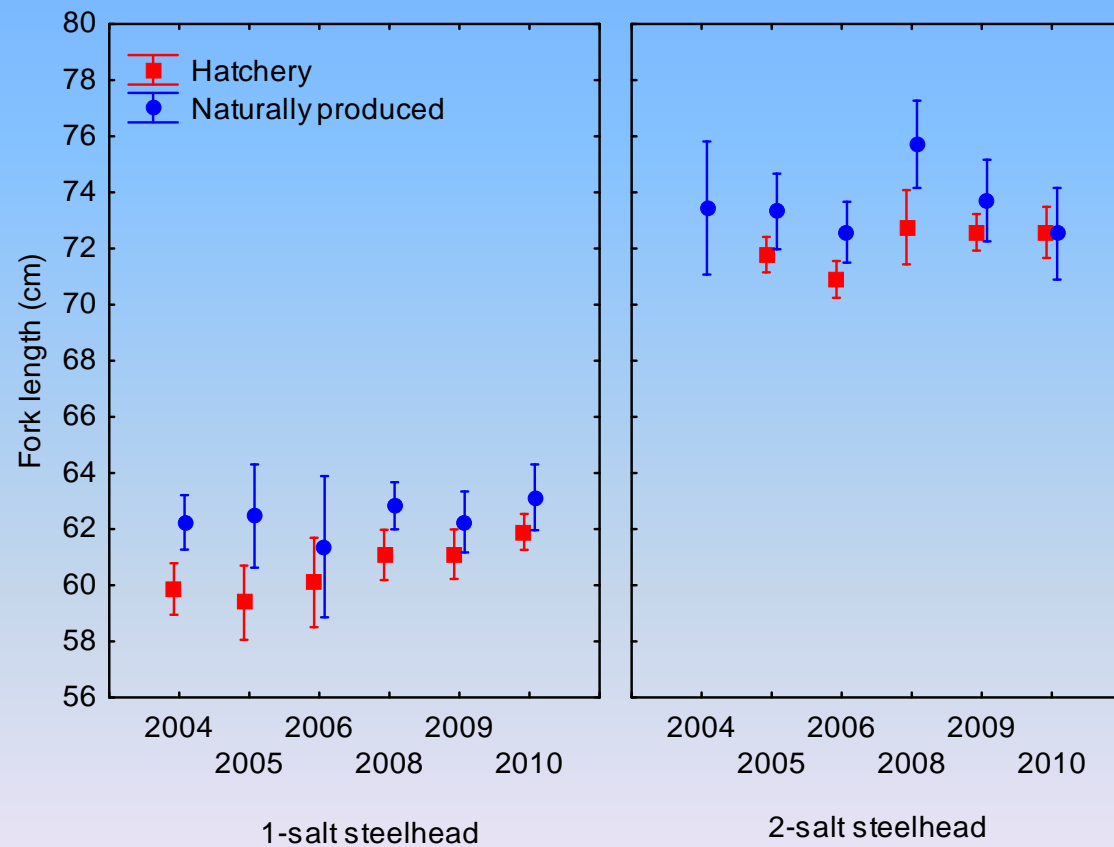 80
78
76
74
72
70
68
66
64
62
60
58
56
Fork length (cm)
Hatchery
Naturally produced
2004 2006 2009
2005 2008 2010
1-salt steelhead
2004 2006 2009
2005 2008 2010
2-salt steelhead